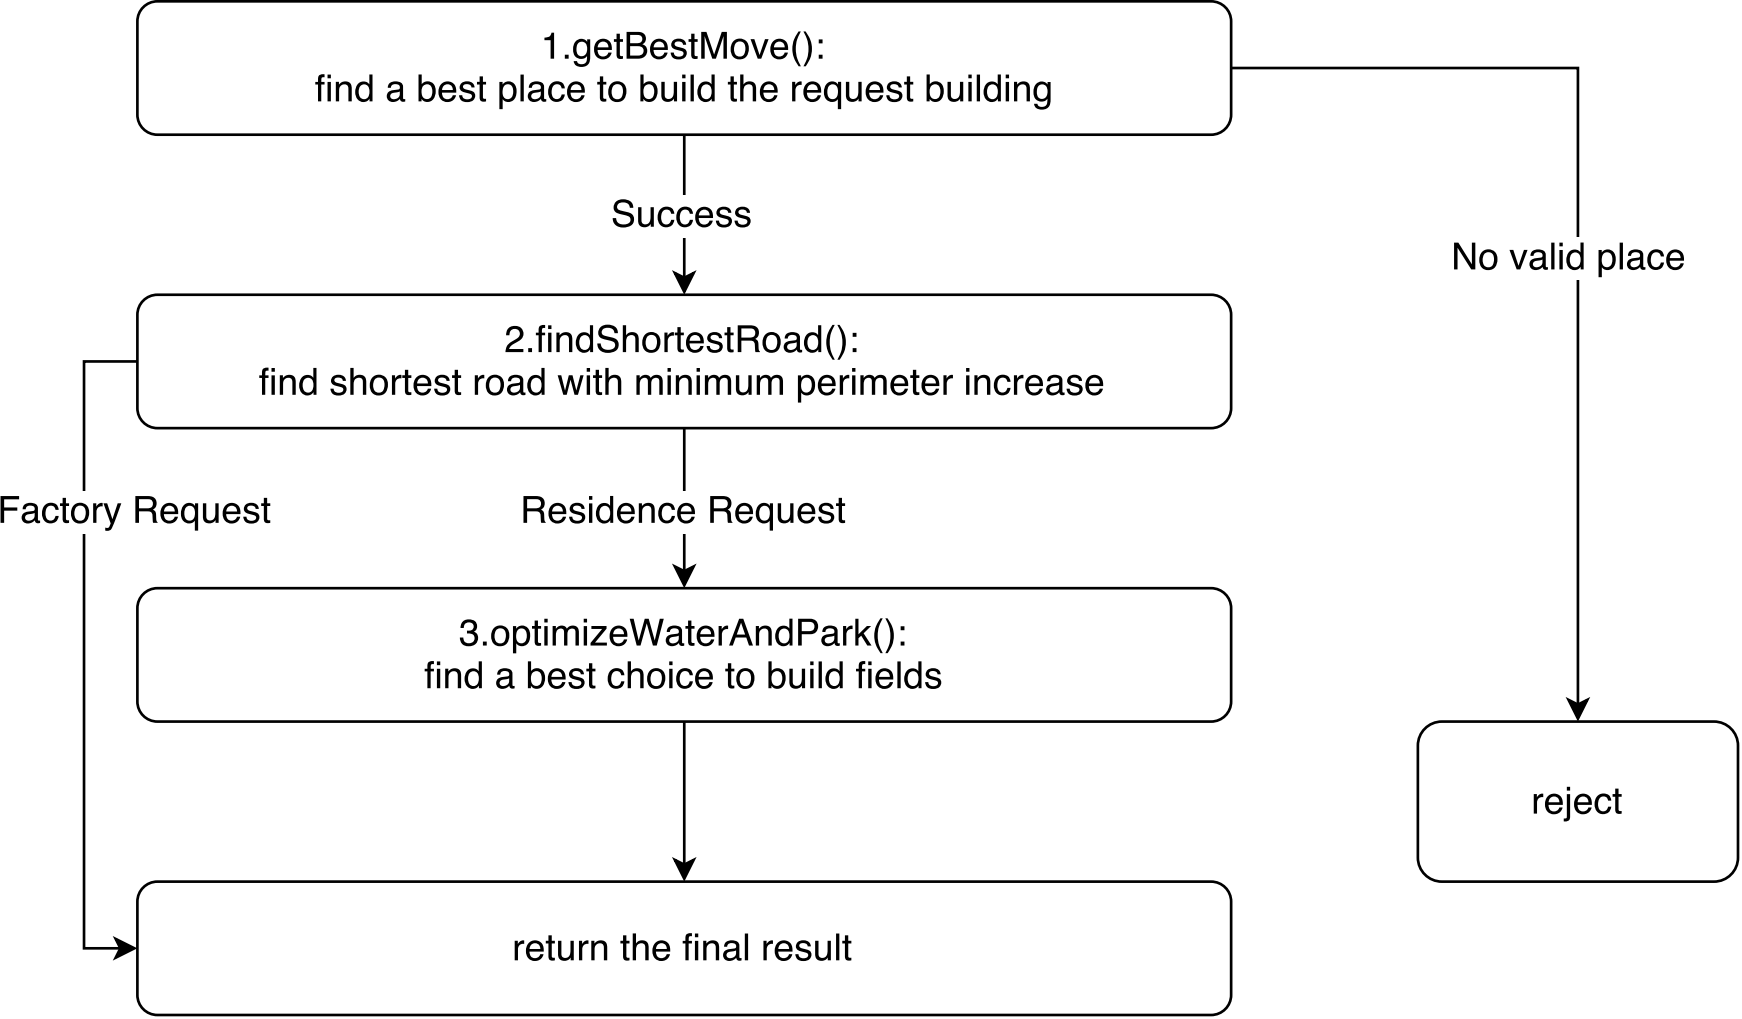 1.getBestMove():
find a best place to build the request building
Success
No valid place
2.findShortestRoad():
find shortest road with minimum perimeter increase
Factory Request
Residence Request
3.optimizeWaterAndPark():
find a best choice to build fields
reject
return the final result